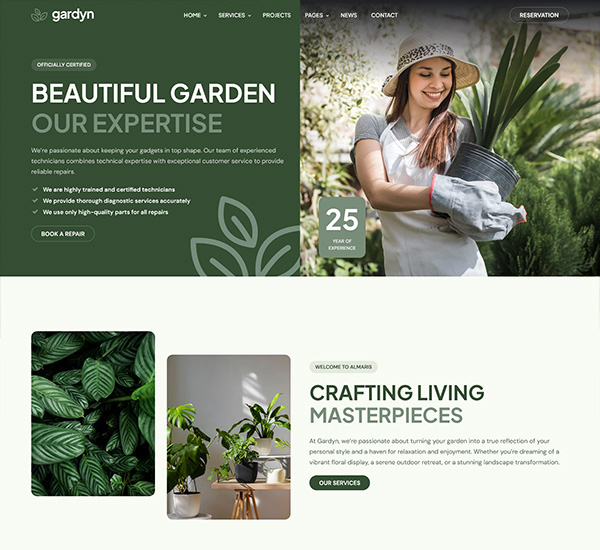 gardyn
HOME
SERVICES
PROJECTS
PAGES
NEWS
CONTACT
RESERVATION
OFFICIALLY CERTIFIED
BEAUTIFUL GARDEN
OUR EXPERTISE
We're passionate about keeping your gadgets in top shape. Our team of experienced
technicians combines technical expertise with exceptional customer service to provide
reliable repairs.
We are highly trained and certified technicians
We provide thorough diagnostic services accurately
We use only high-quality parts for all repairs
BOOK A REPAIR
25
YEAR OF
EXPERIENCE
WELCOME TO ALMARIS
CRAFTING LIVING
MASTERPIECES
At Gardyn, we're passionate about turning your garden into a true reflection of your
personal style and a haven for relaxation and enjoyment. Whether you're dreaming of a
vibrant floral display, a serene outdoor retreat, or a stunning landscape transformation.
OUR SERVICES